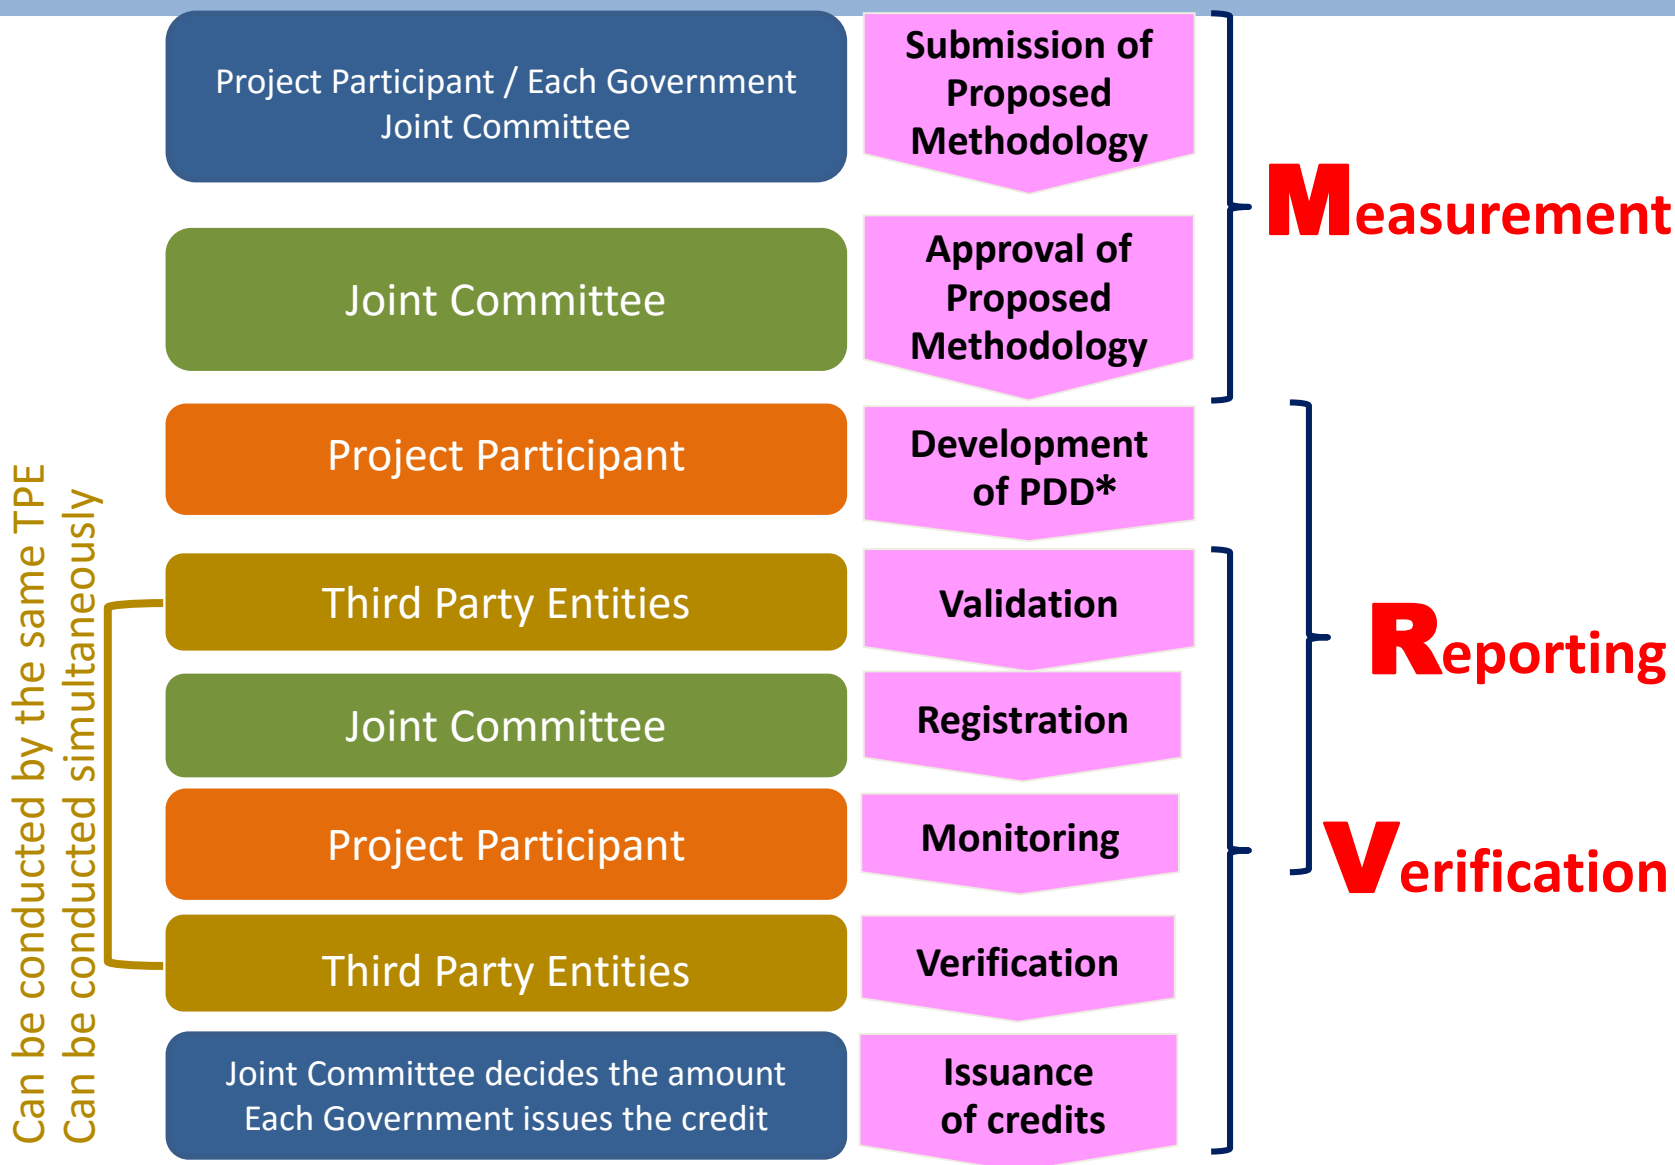 Project Participant / Each Government
Joint Committee
Submission of
Proposed
Methodology
Measurement
Joint Committee
Approval of
Proposed
Methodology
Project Participant
Development
of PDD*
Can be conducted by the same TPE
Can be conducted simultaneously
Third Party Entities
Validation
Reporting
Joint Committee
Registration
Project Participant
Monitoring
Verification
Third Party Entities
Verification
Joint Committee decides the amount
Each Government issues the credit
Issuance
of credits